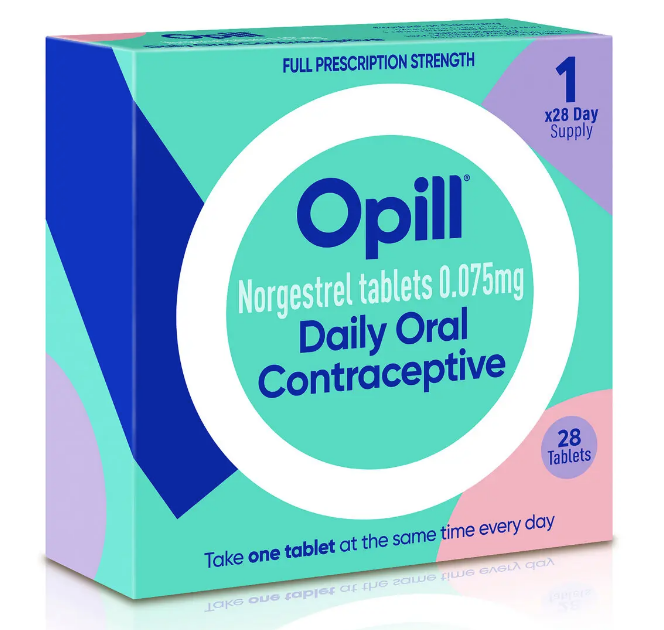 Opill
FULL PRESCRIPTION STRENGTH
1
x28 Day
Supply
Opill®
Norgestrel tablets 0.075mg
Daily Oral
Contraceptive
28
Tablets
Take one tablet at the same time every day